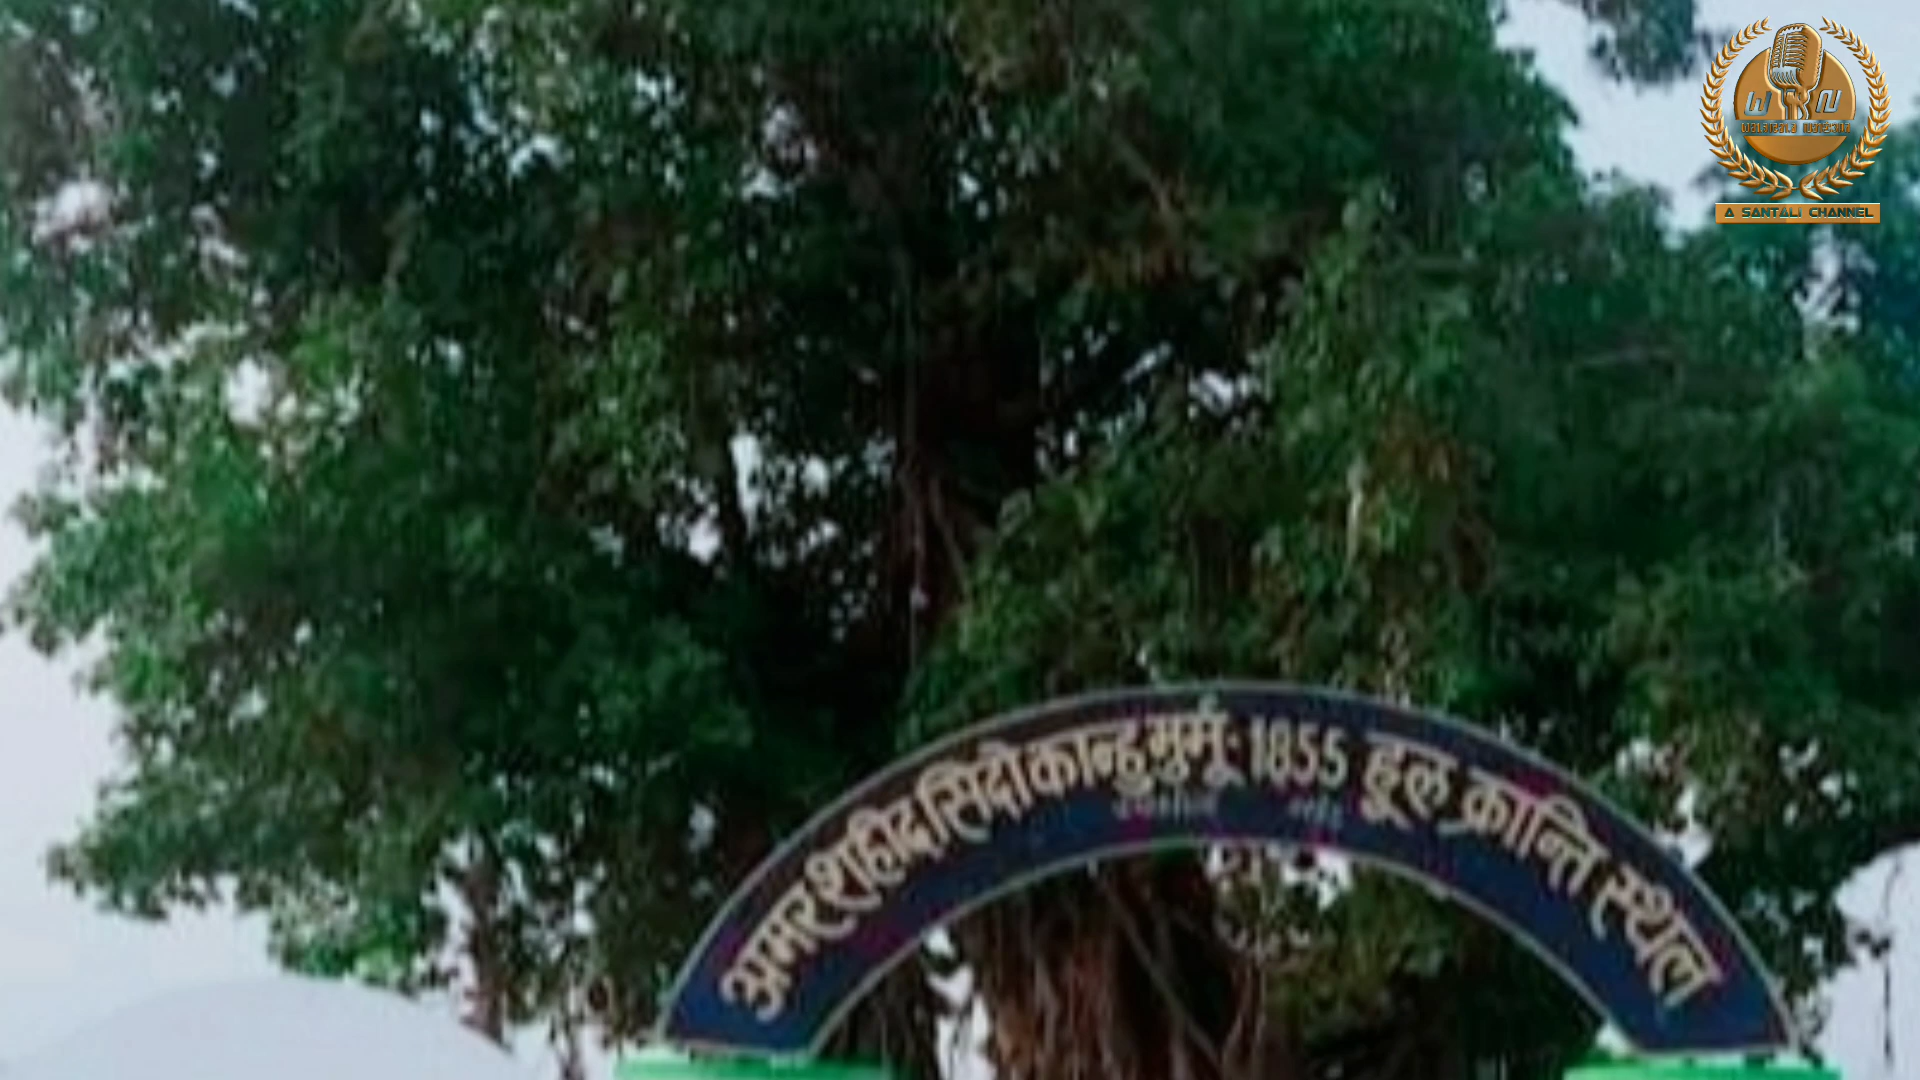 अमर शहीद सिदो कान्हु मुर्मू - 1855 हूल क्रान्ति स्थल
W N
A SANTALI CHANNEL